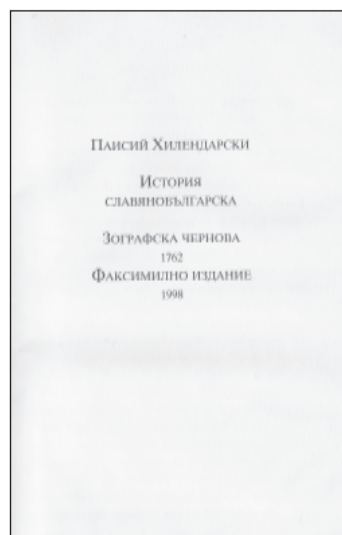 Паисий Хилендарски
История
славянобългарска
Зографска чернова
1762
Факсимилно издание
1998